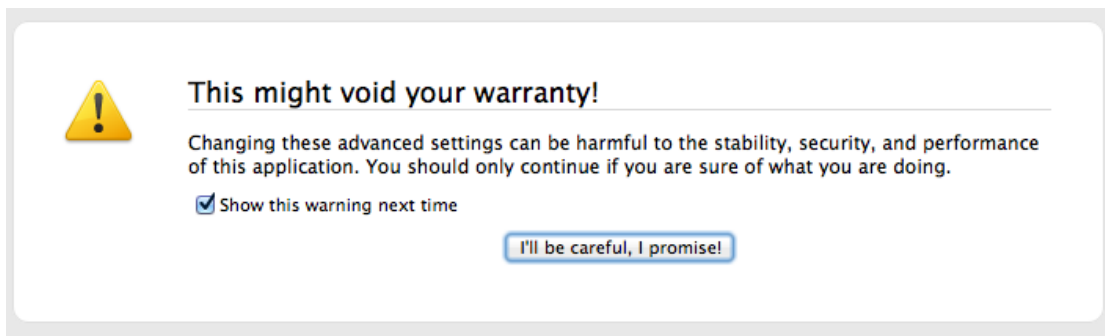 This might void your warranty!
Changing these advanced settings can be harmful to the stability, security, and performance
of this application. You should only continue if you are sure of what you are doing.
Show this warning next time
I'll be careful, I promise!